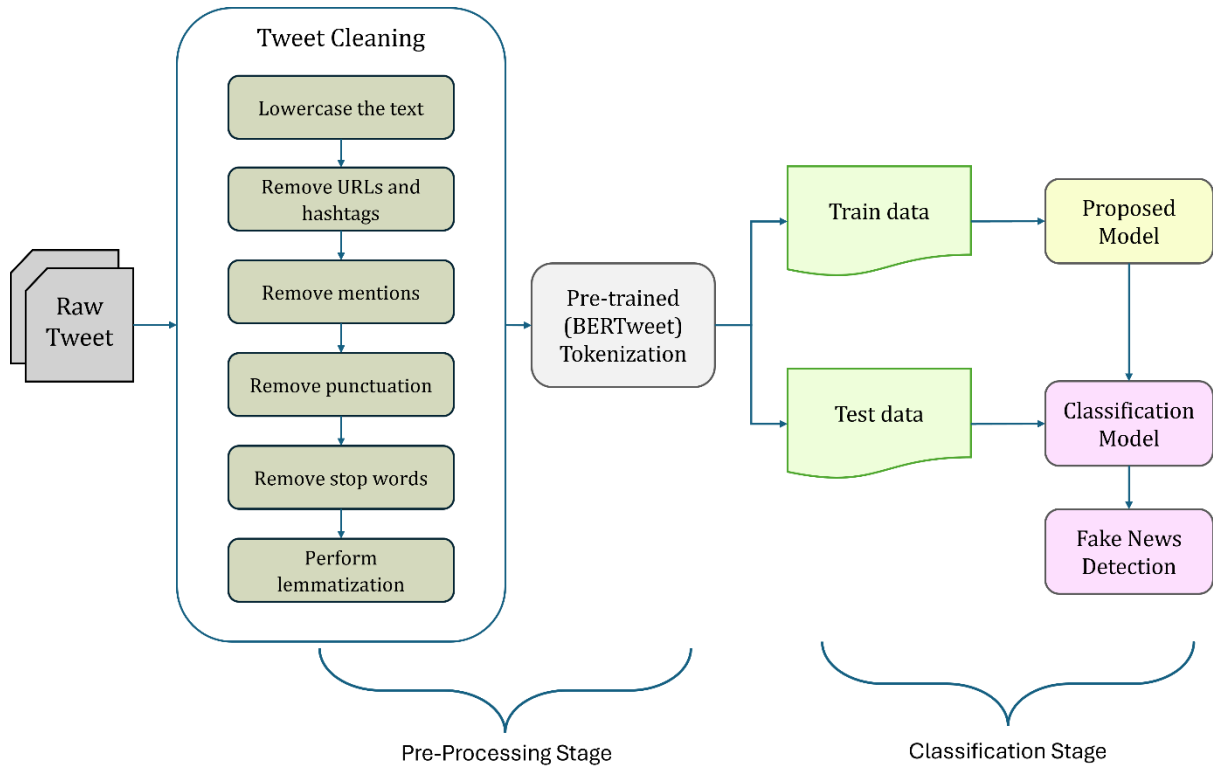 Tweet Cleaning
Lowercase the text
Remove URLs and
hashtags
Remove mentions
Remove punctuation
Remove stop words
Perform
lemmatization
Raw
Tweet
Pre-trained
(BERTweet)
Tokenization
Train data
Proposed
Model
Test data
Classification
Model
Fake News
Detection
Pre-Processing Stage
Classification Stage